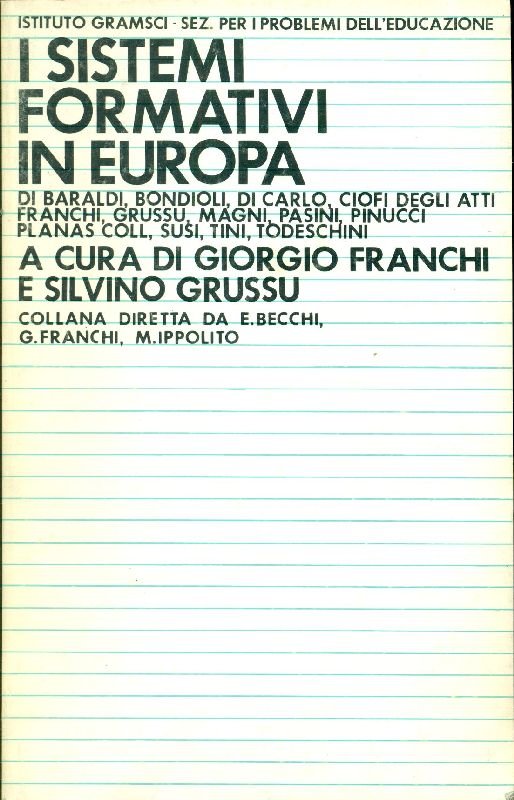 ISTITUTO GRAMSCI - SEZ. PER I PROBLEMI DELL'EDUCAZIONE
I SISTEMI
FORMATIVI
IN EUROPA
DI BARALDI, BONDIOLI, DI CARLO, CIOFI DEGLI ATTI
FRANCHI, GRUSSU, MAGNI, PASINI, PINUCCI
PLANAS COLL, SUSI, TINI, TODESCHINI
A CURA DI GIORGIO FRANCHI
E SILVINO GRUSSU
COLLANA DIRETTA DA E.BECCHI,
G.FRANCHI, M.IPPOLITO